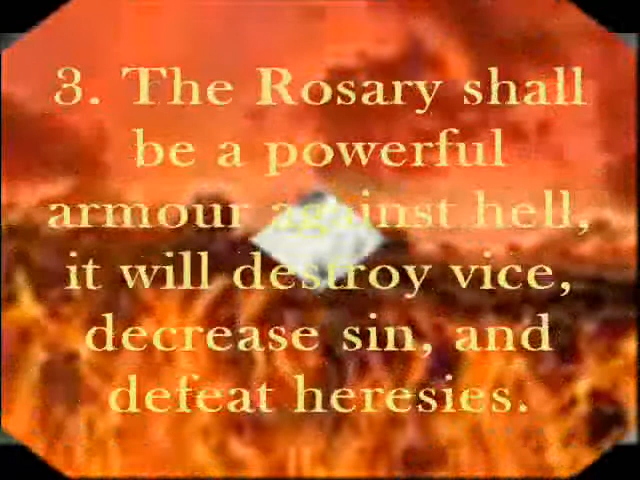 3. The Rosary shall
be a powerful
armour against hell,
it will destroy vice,
decrease sin, and
defeat heresies.